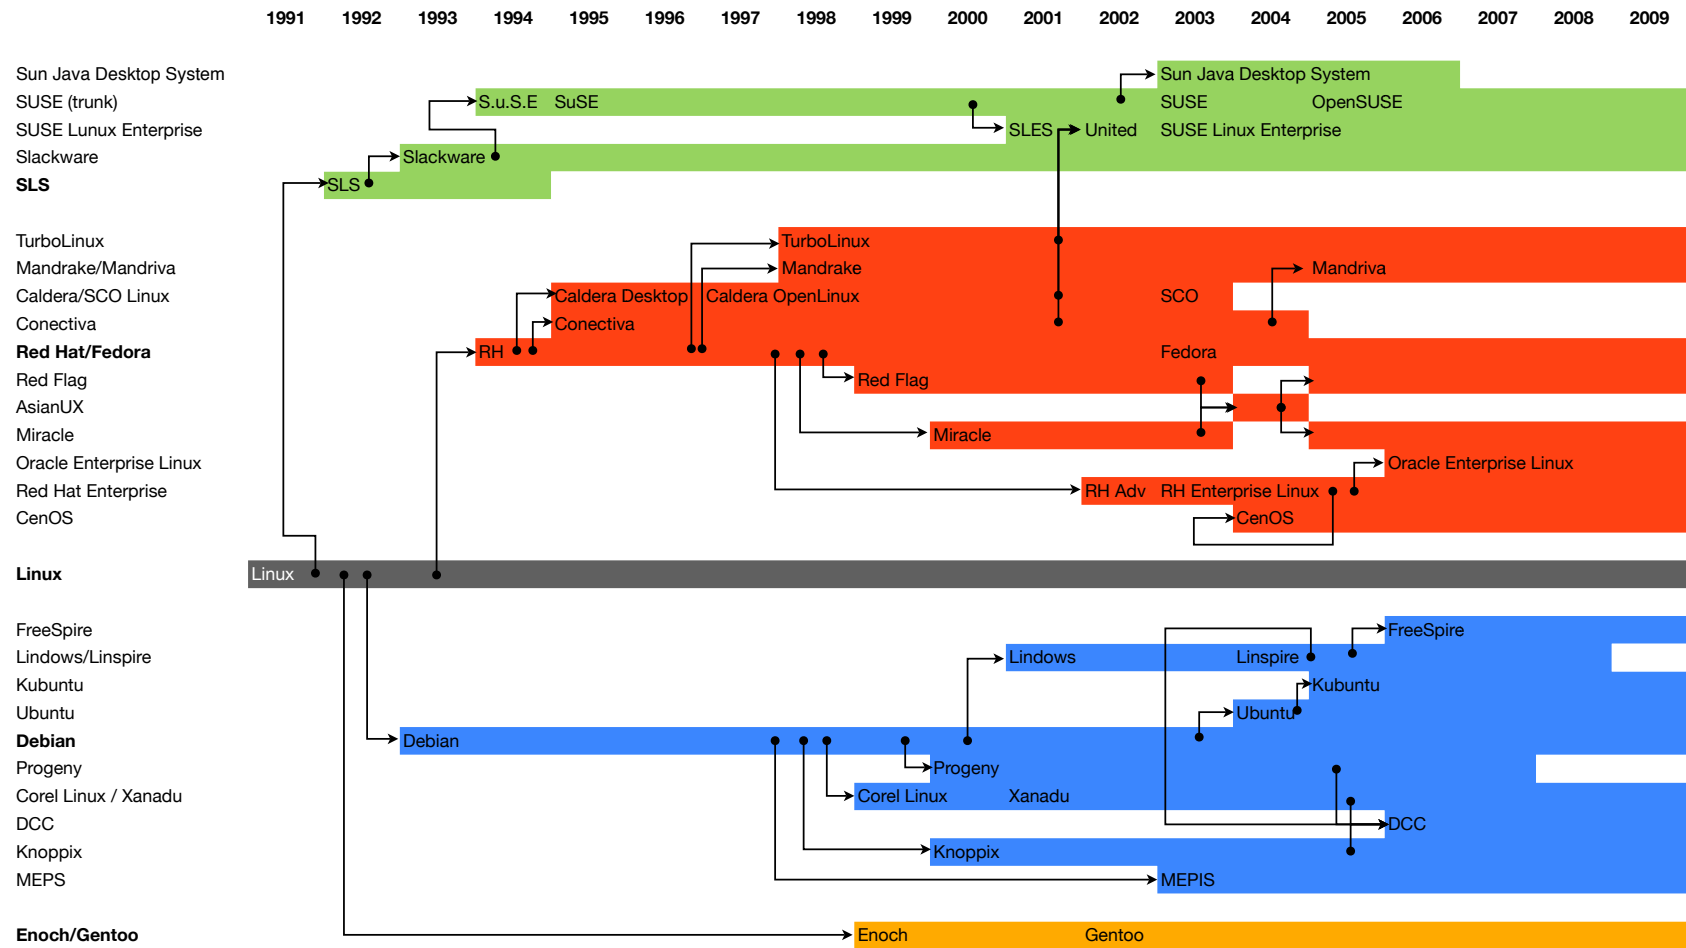 1991 1992 1993 1994 1995 1996 1997 1998 1999 2000 2001 2002 2003 2004 2005 2006 2007 2008 2009
Sun Java Desktop System Sun Java Desktop System
SUSE (trunk) S.u.S.E SuSE SUSE OpenSUSE
SUSE Lunux Enterprise SLES United SUSE Linux Enterprise
Slackware Slackware
SLS SLS
TurboLinux TurboLinux
Mandrake/Mandriva Mandrake Mandriva
Caldera/SCO Linux Caldera Desktop Caldera OpenLinux SCO
Conectiva Conectiva
Red Hat/Fedora RH Fedora
Red Flag Red Flag
AsianUX
Miracle Miracle
Oracle Enterprise Linux Oracle Enterprise Linux
Red Hat Enterprise RH Adv RH Enterprise Linux
CenOS CenOS
Linux Linux
FreeSpire FreeSpire
Lindows/Linspire Lindows Linspire
Kubuntu Kubuntu
Ubuntu Ubuntu
Debian Debian
Progeny Progeny
Corel Linux / Xanadu Corel Linux Xanadu
DCC DCC
Knoppix Knoppix
MEPS MEPIS
Enoch/Gentoo Enoch Gentoo